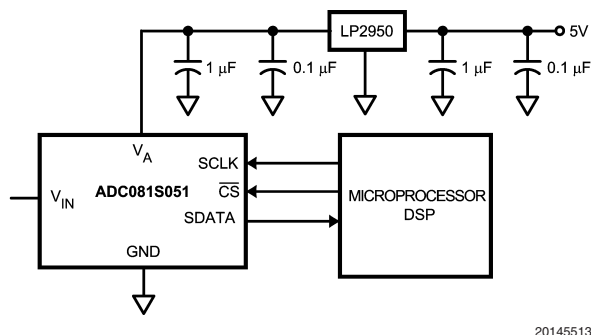 LP2950
5V
1 µF
0.1 µF
1 µF
0.1 µF
V_A
SCLK
ADC081S051
C̅S̅
V_IN
SDATA
GND
MICROPROCESSOR
DSP
20145513